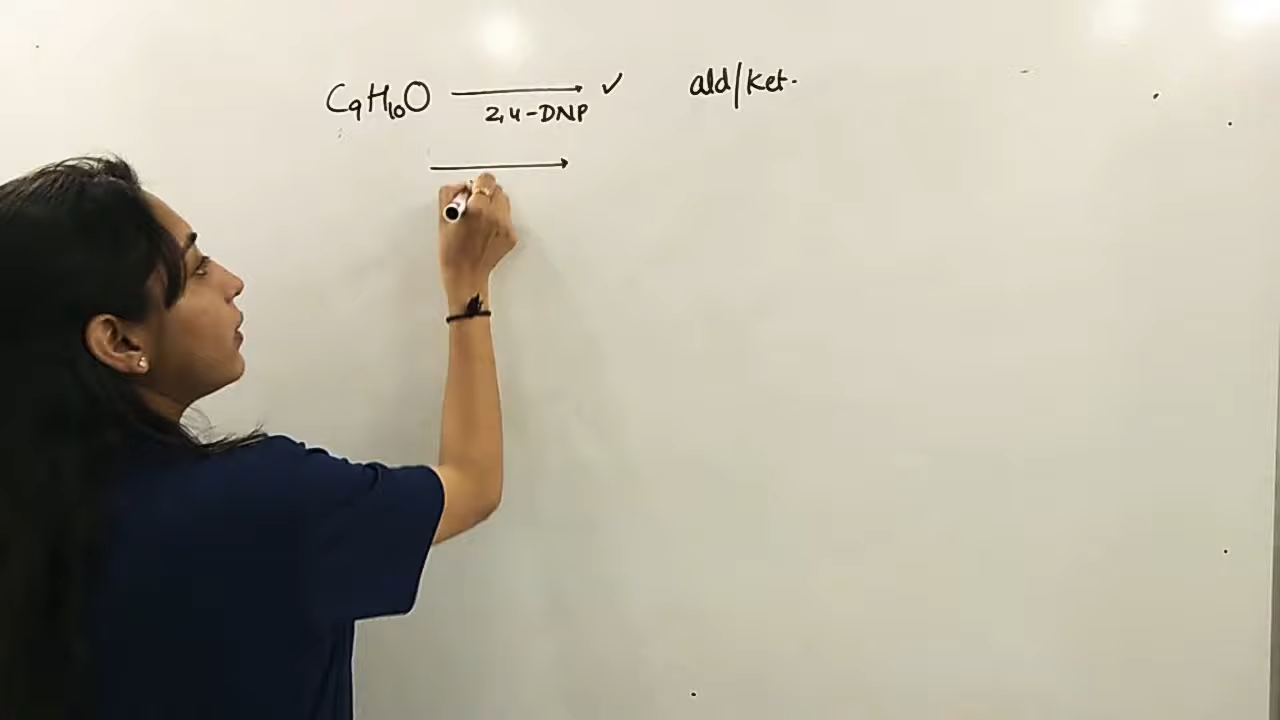 C₉H₁₀O ⟶ ✓ ald/ket.
2,4-DNP
⟶